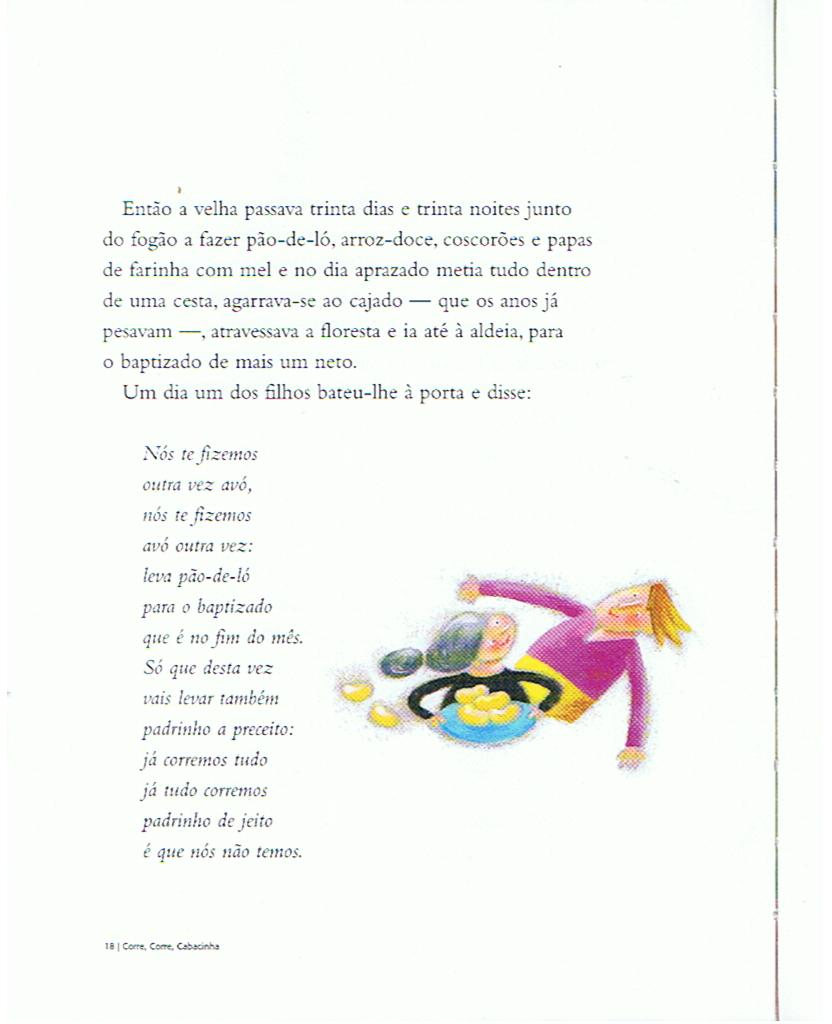 Então a velha passava trinta dias e trinta noites junto
do fogão a fazer pão-de-ló, arroz-doce, coscorões e papas
de farinha com mel e no dia aprazado metia tudo dentro
de uma cesta, agarrava-se ao cajado — que os anos já
pesavam —, atravessava a floresta e ia até à aldeia, para
o baptizado de mais um neto.
Um dia um dos filhos bateu-lhe à porta e disse:
Nós te fizemos
outra vez avó,
nós te fizemos
avó outra vez:
leva pão-de-ló
para o baptizado
que é no fim do mês.
Só que desta vez
vais levar também
padrinho a preceito:
já corremos tudo
já tudo corremos
padrinho de jeito
é que nós não temos.
18 | Corre, Corre, Cabacinha